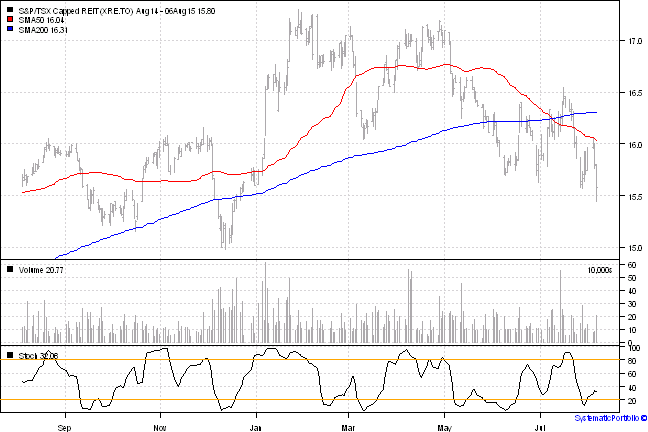 S&P/TSX Capped REIT(XRE.TO) Aug14 - 06Aug15 15.60
SMA50 16.04
SMA200 16.31
17.0
16.5
16.0
15.5
15.0
Volume 20.77
10,000s
60
50
40
30
20
10
0
Stoch 32.06
100
80
60
40
20
Sep
Nov
Jan
Mar
May
Jul
SystematicPortfolio ©